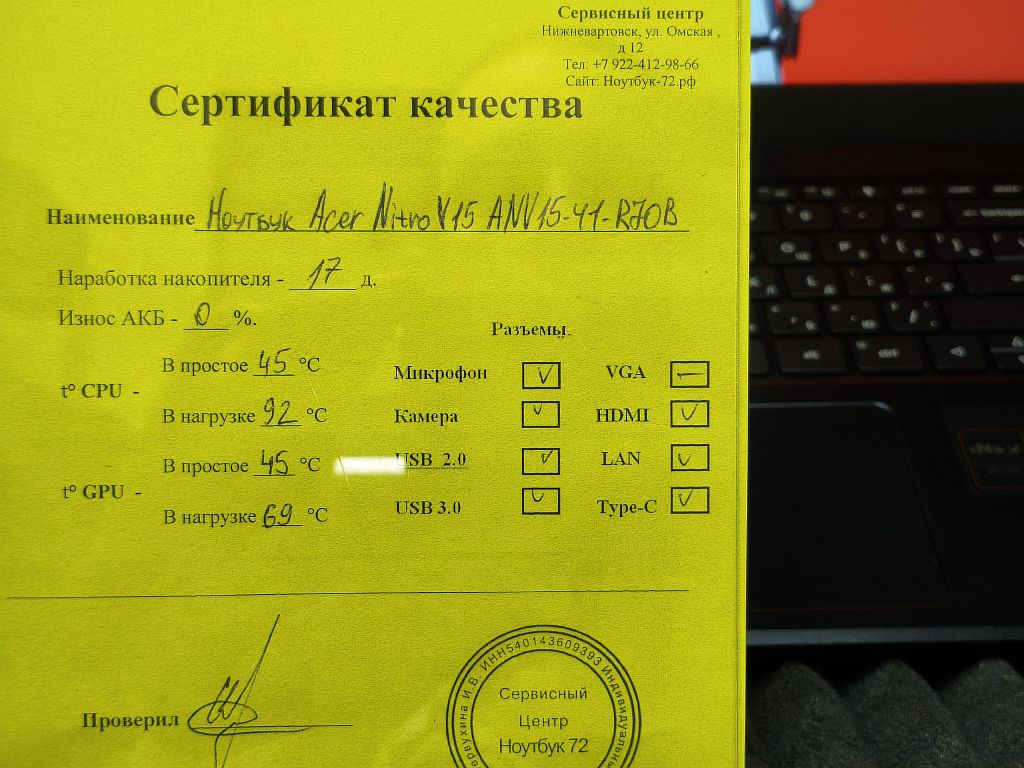 Сервисный центр
Нижневартовск, ул. Омская ,
д 12
Тел: +7 922-412-98-66
Сайт: Ноутбук-72.рф
Сертификат качества
Наименование Ноутбук Acer Nitro V15 ANV15-41-R7OB
Наработка накопителя - 17 д.
Износ АКБ - 0 %.
t° CPU -
В простое 45 °C
В нагрузке 92 °C
t° GPU -
В простое 45 °C
В нагрузке 69 °C
Разъемы.
Микрофон
VGA
Камера
HDMI
USB 2.0
LAN
USB 3.0
Type-C
Проверил
ИНН540143609393 Индивидуальны
Сервисный
Центр
Ноутбук 72